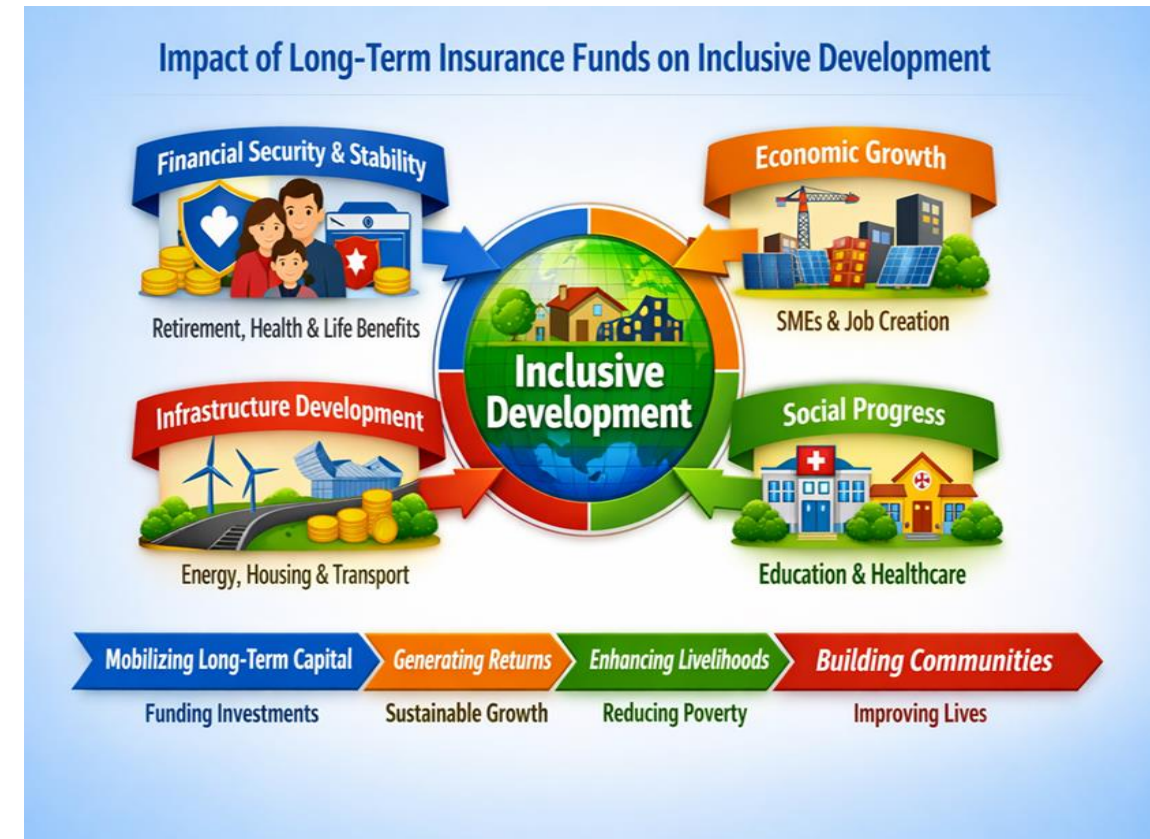 Impact of Long-Term Insurance Funds on Inclusive Development
Financial Security & Stability
Retirement, Health & Life Benefits
Economic Growth
SMEs & Job Creation
Inclusive
Development
Infrastructure Development
Energy, Housing & Transport
Social Progress
Education & Healthcare
Mobilizing Long-Term Capital
Funding Investments
Generating Returns
Sustainable Growth
Enhancing Livelihoods
Reducing Poverty
Building Communities
Improving Lives